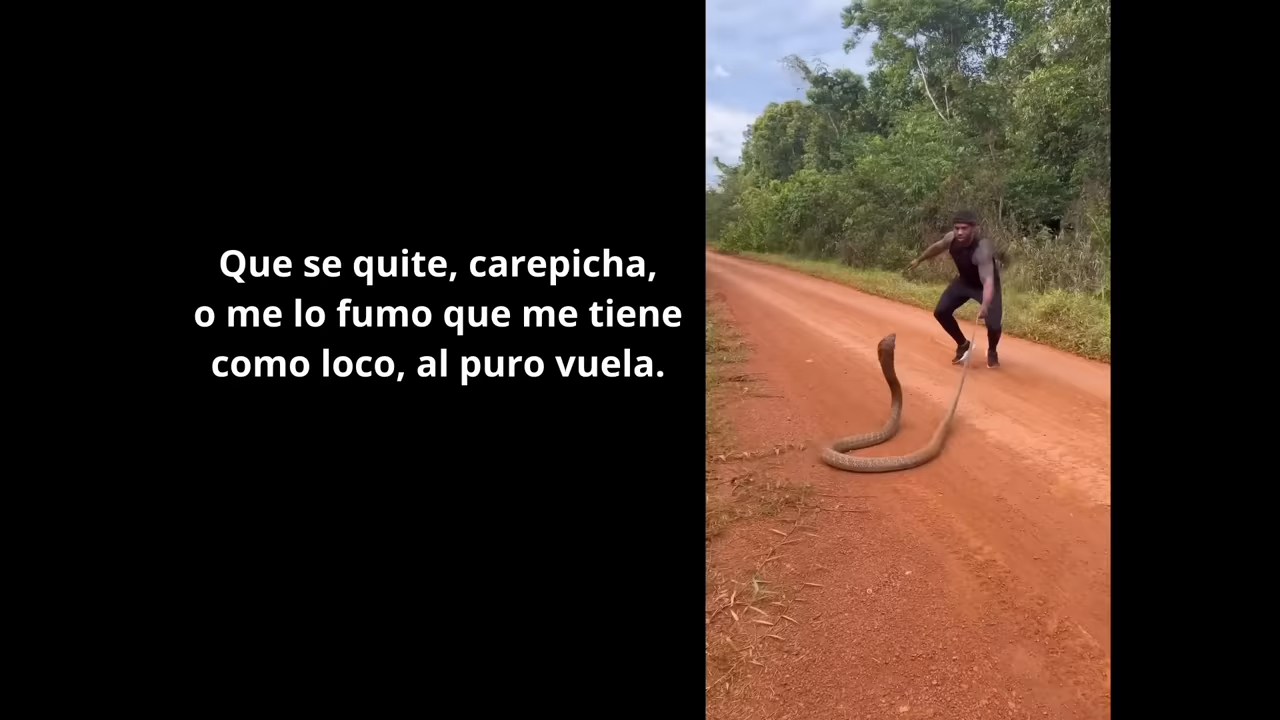 Que se quite, carepicha,
o me lo fumo que me tiene
como loco, al puro vuela.